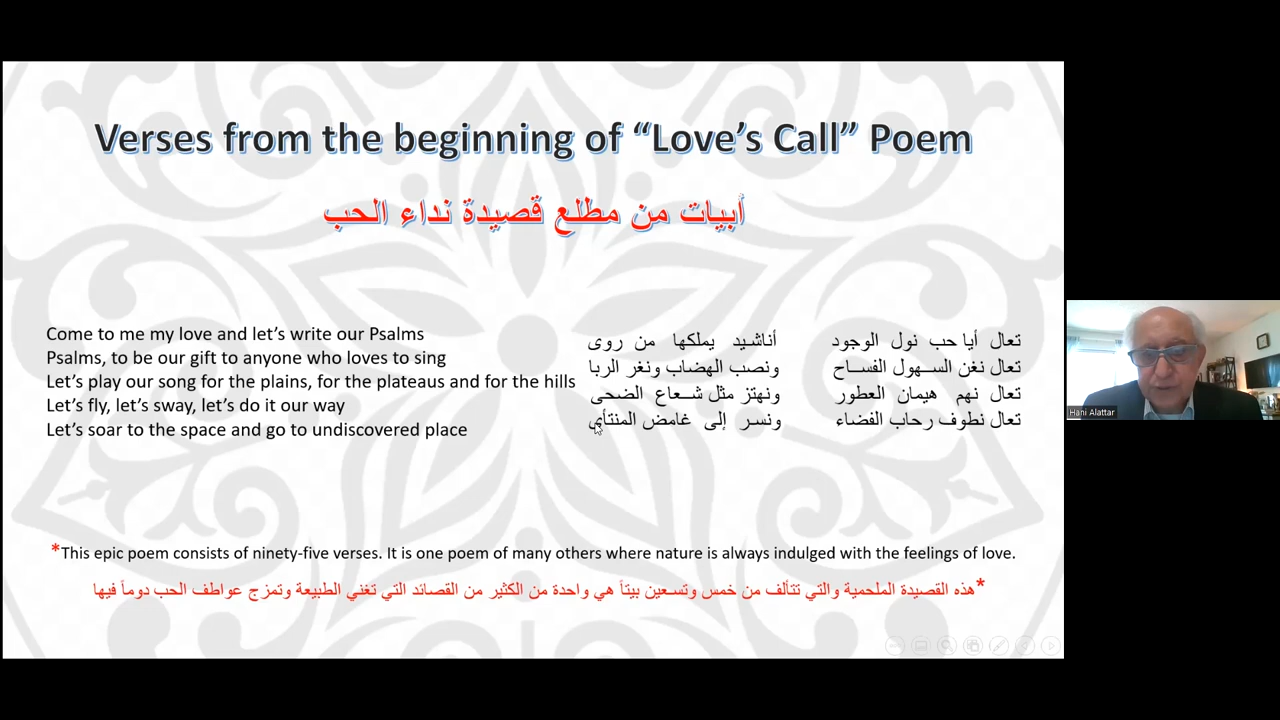 Verses from the beginning of “Love’s Call” Poem
أبيات من مطلع قصيدة نداء الحب
Come to me my love and let’s write our Psalms
Psalms, to be our gift to anyone who loves to sing
Let’s play our song for the plains, for the plateaus and for the hills
Let’s fly, let’s sway, let’s do it our way
Let’s soar to the space and go to undiscovered place
تعال أيا حب نول الوجود أناشيد يملكها من روى
تعال نغن السهول الفساح ونصب الهضاب ونغر الربا
تعال نهم هيمان العطور ونهتز مثل شعاع الضحى
تعال نطوف رحاب الفضاء ونسر إلى غامض المنتأي
*This epic poem consists of ninety-five verses. It is one poem of many others where nature is always indulged with the feelings of love.
*هذه القصيدة الملحمية والتي تتألف من خمس وتسعين بيتاً هي واحدة من الكثير من القصائد التي تغني الطبيعة وتمزج عواطف الحب دوماً فيها
Hani Alattar